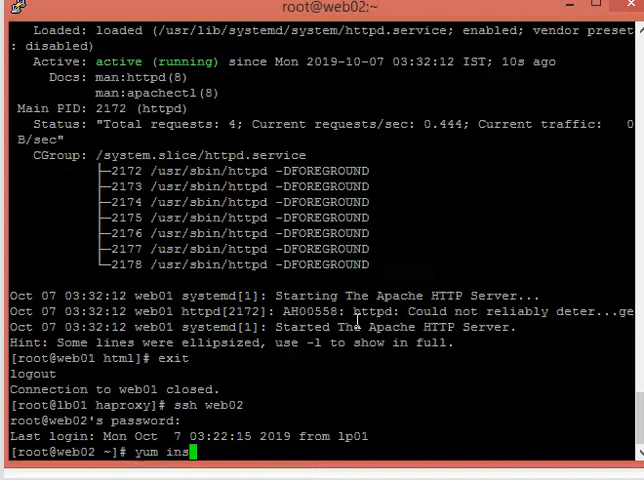 root@web02:~
Loaded: loaded (/usr/lib/systemd/system/httpd.service; enabled; vendor preset
: disabled)
Active: active (running) since Mon 2019-10-07 03:32:12 IST; 10s ago
Docs: man:httpd(8)
man:apachectl(8)
Main PID: 2172 (httpd)
Status: "Total requests: 4; Current requests/sec: 0.444; Current traffic:   0
B/sec"
CGroup: /system.slice/httpd.service
├─2172 /usr/sbin/httpd -DFOREGROUND
├─2173 /usr/sbin/httpd -DFOREGROUND
├─2174 /usr/sbin/httpd -DFOREGROUND
├─2175 /usr/sbin/httpd -DFOREGROUND
├─2176 /usr/sbin/httpd -DFOREGROUND
├─2177 /usr/sbin/httpd -DFOREGROUND
└─2178 /usr/sbin/httpd -DFOREGROUND
Oct 07 03:32:12 web01 systemd[1]: Starting The Apache HTTP Server...
Oct 07 03:32:12 web01 httpd[2172]: AH00558: httpd: Could not reliably deter...ge
Oct 07 03:32:12 web01 systemd[1]: Started The Apache HTTP Server.
Hint: Some lines were ellipsized, use -l to show in full.
[root@web01 html]# exit
logout
Connection to web01 closed.
[root@lb01 haproxy]# ssh web02
root@web02's password:
Last login: Mon Oct  7 03:22:15 2019 from lp01
[root@web02 ~]# yum ins